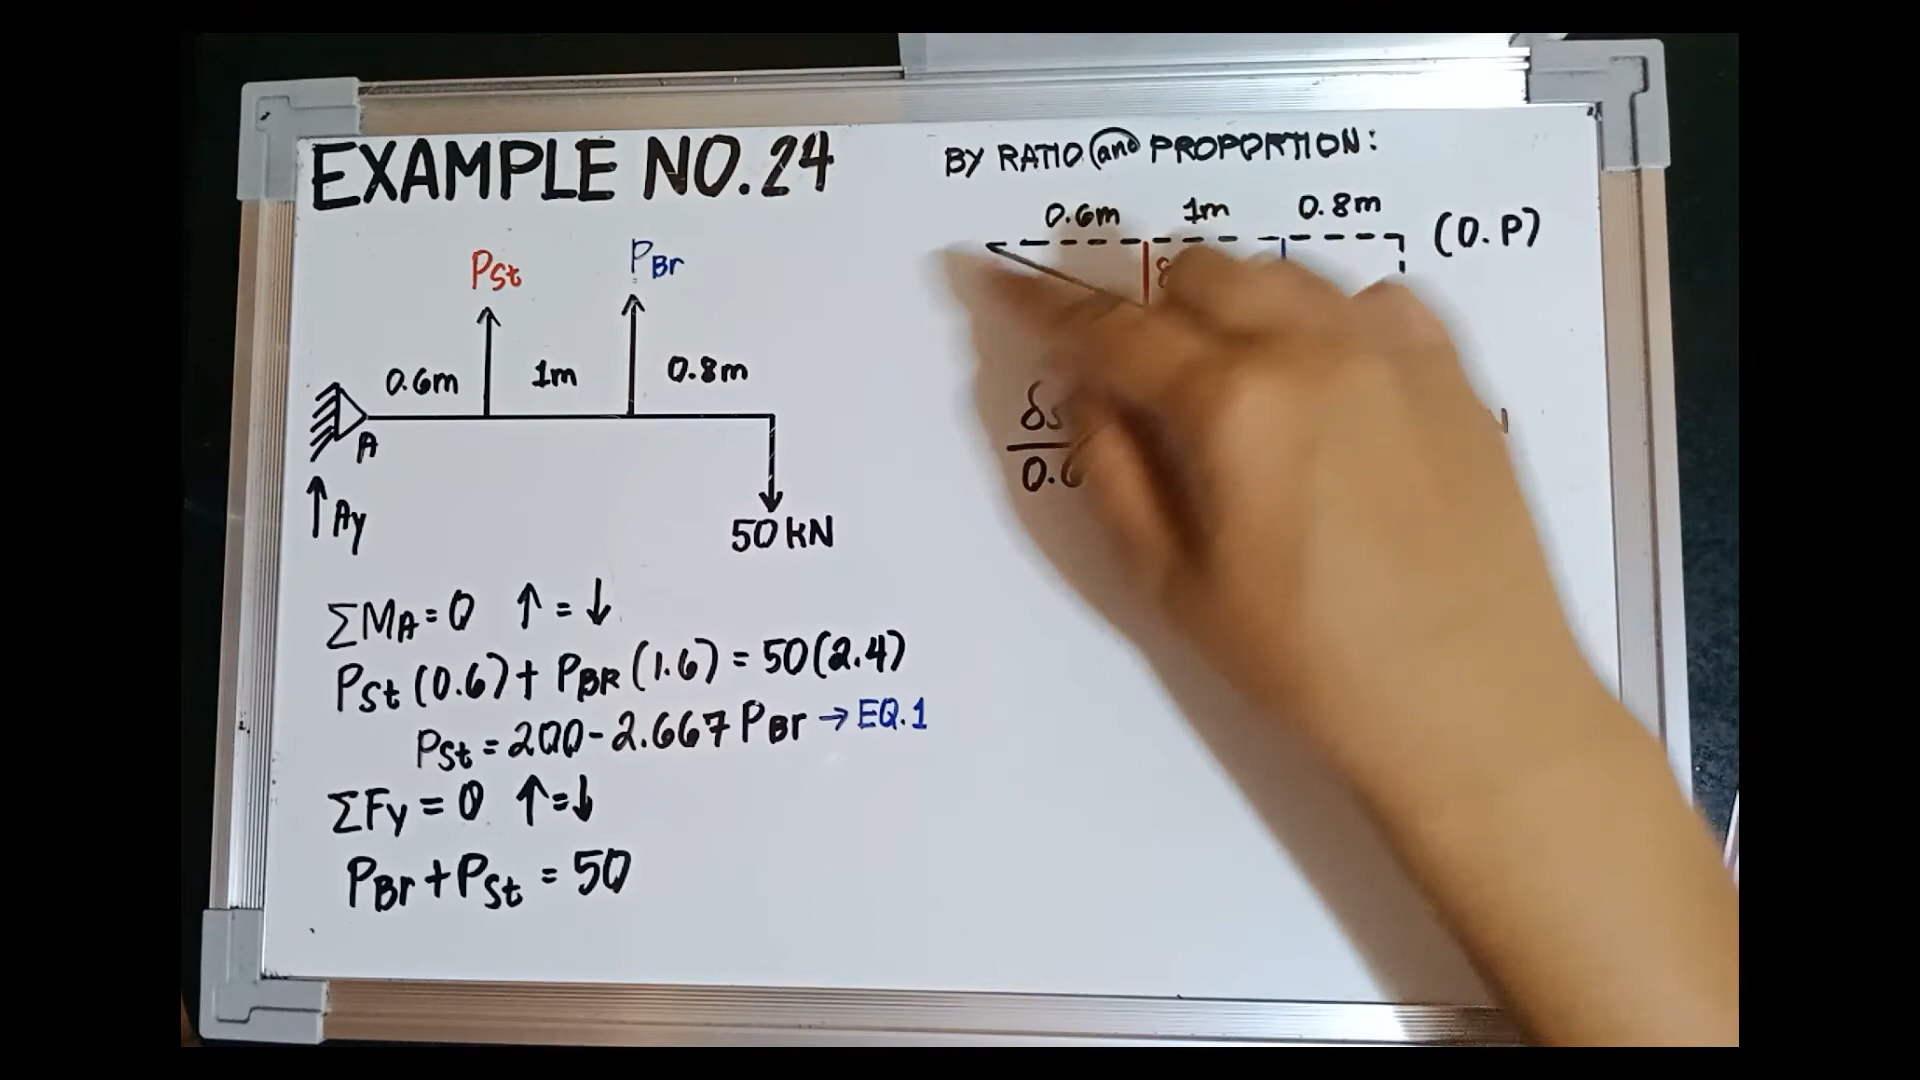 EXAMPLE NO.24
PSt
PBr
0.6m
1m
0.8m
A
Ay
50 kN
ΣMA=0 ↑=↓
PSt(0.6)+PBR(1.6)=50(2.4)
PSt=200-2.667PBr→EQ.1
ΣFy=0 ↑=↓
PBr+PSt=50
BY RATIO and PROPORTION:
0.6m 1m 0.8m
(O.P)